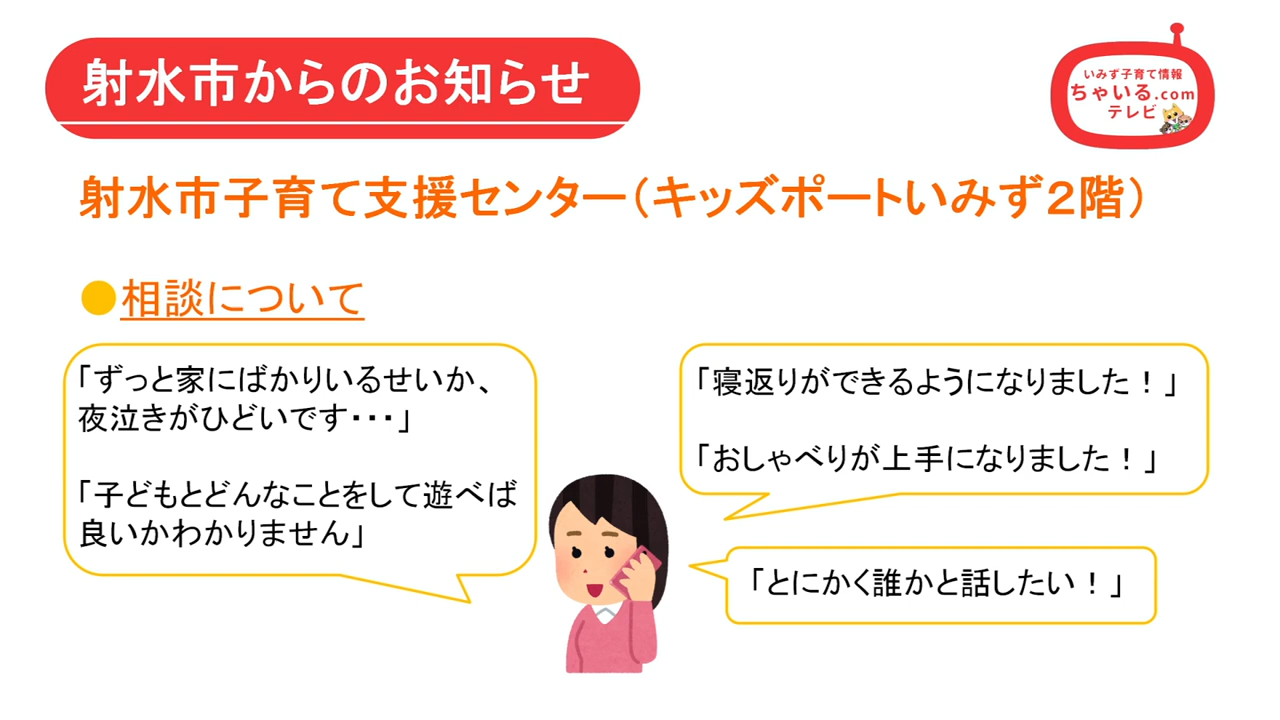 射水市からのお知らせ
いみず子育て情報
ちゃいる.com
テレビ
射水市子育て支援センター（キッズポートいみず２階）
●相談について
「ずっと家にばかりいるせいか、
夜泣きがひどいです・・・」
「子どもとどんなことをして遊べば
良いかわかりません」
「寝返りができるようになりました！」
「おしゃべりが上手になりました！」
「とにかく誰かと話したい！」